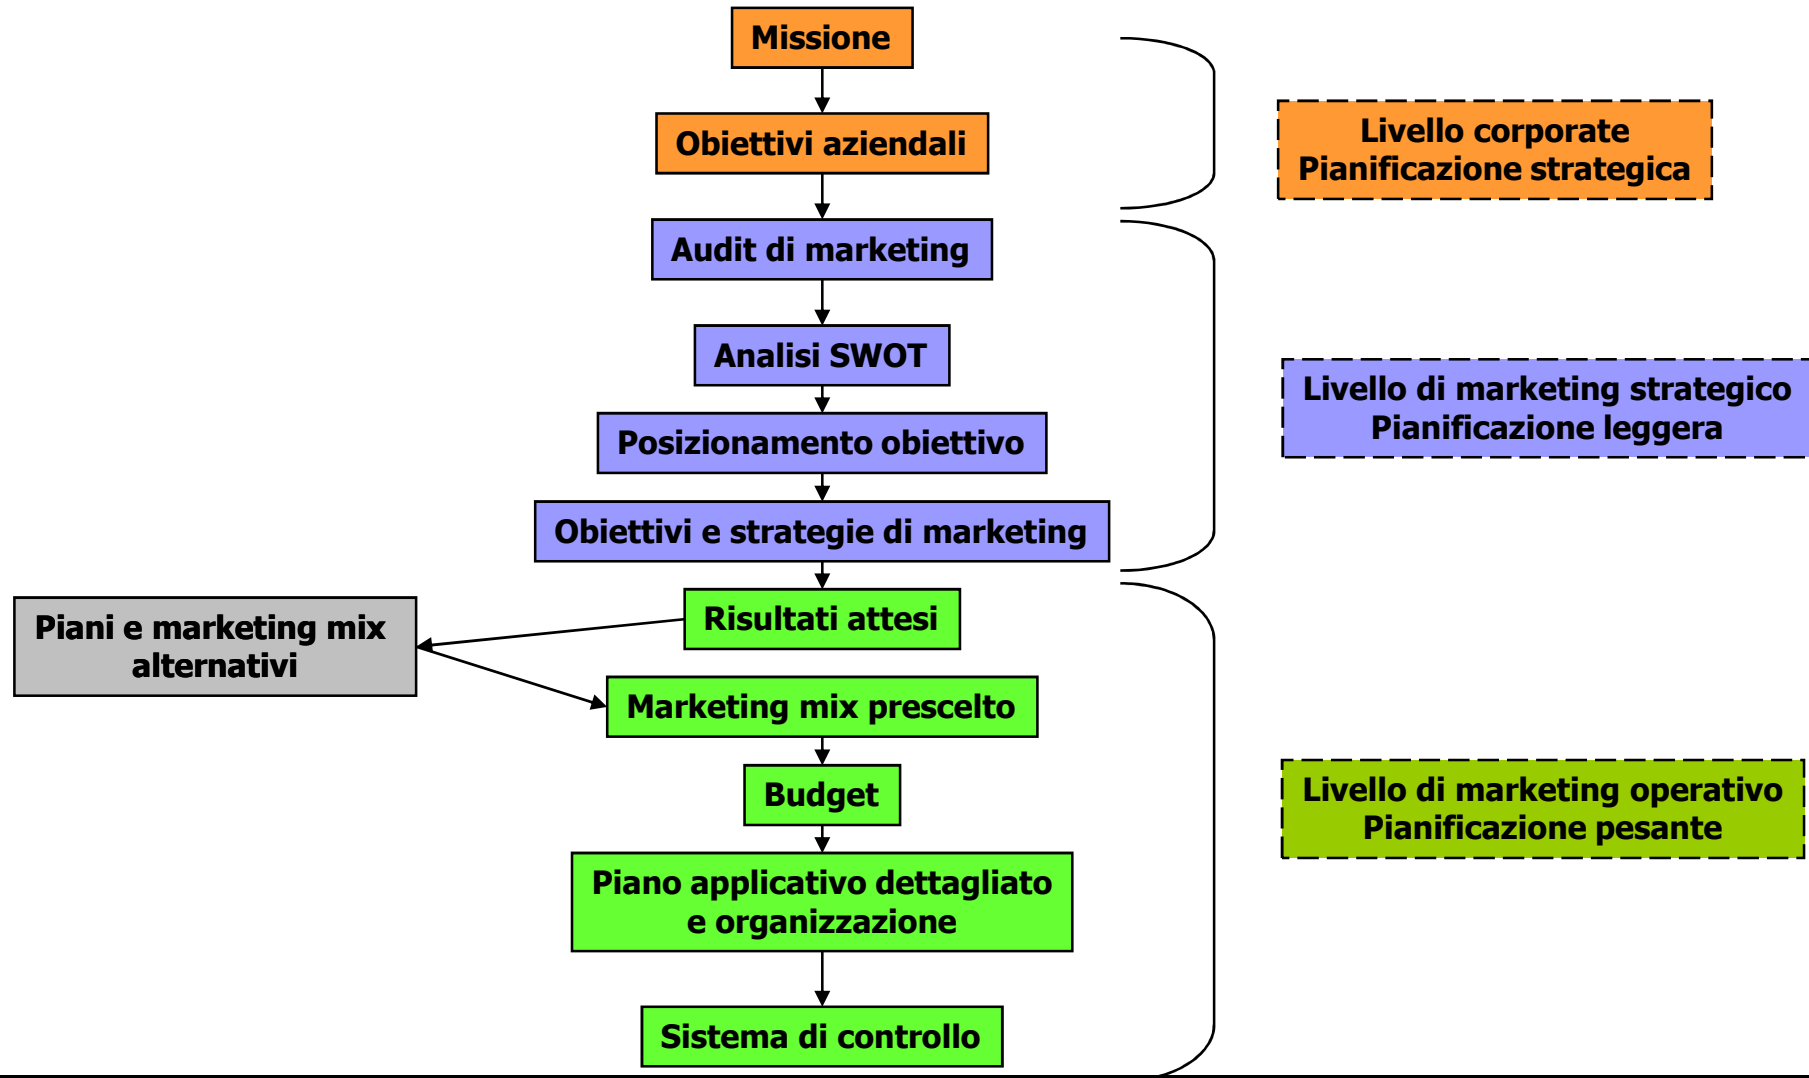 Missione
Obiettivi aziendali
Livello corporate
Pianificazione strategica
Audit di marketing
Analisi SWOT
Posizionamento obiettivo
Obiettivi e strategie di marketing
Livello di marketing strategico
Pianificazione leggera
Risultati attesi
Piani e marketing mix
alternativi
Marketing mix prescelto
Budget
Piano applicativo dettagliato
e organizzazione
Sistema di controllo
Livello di marketing operativo
Pianificazione pesante